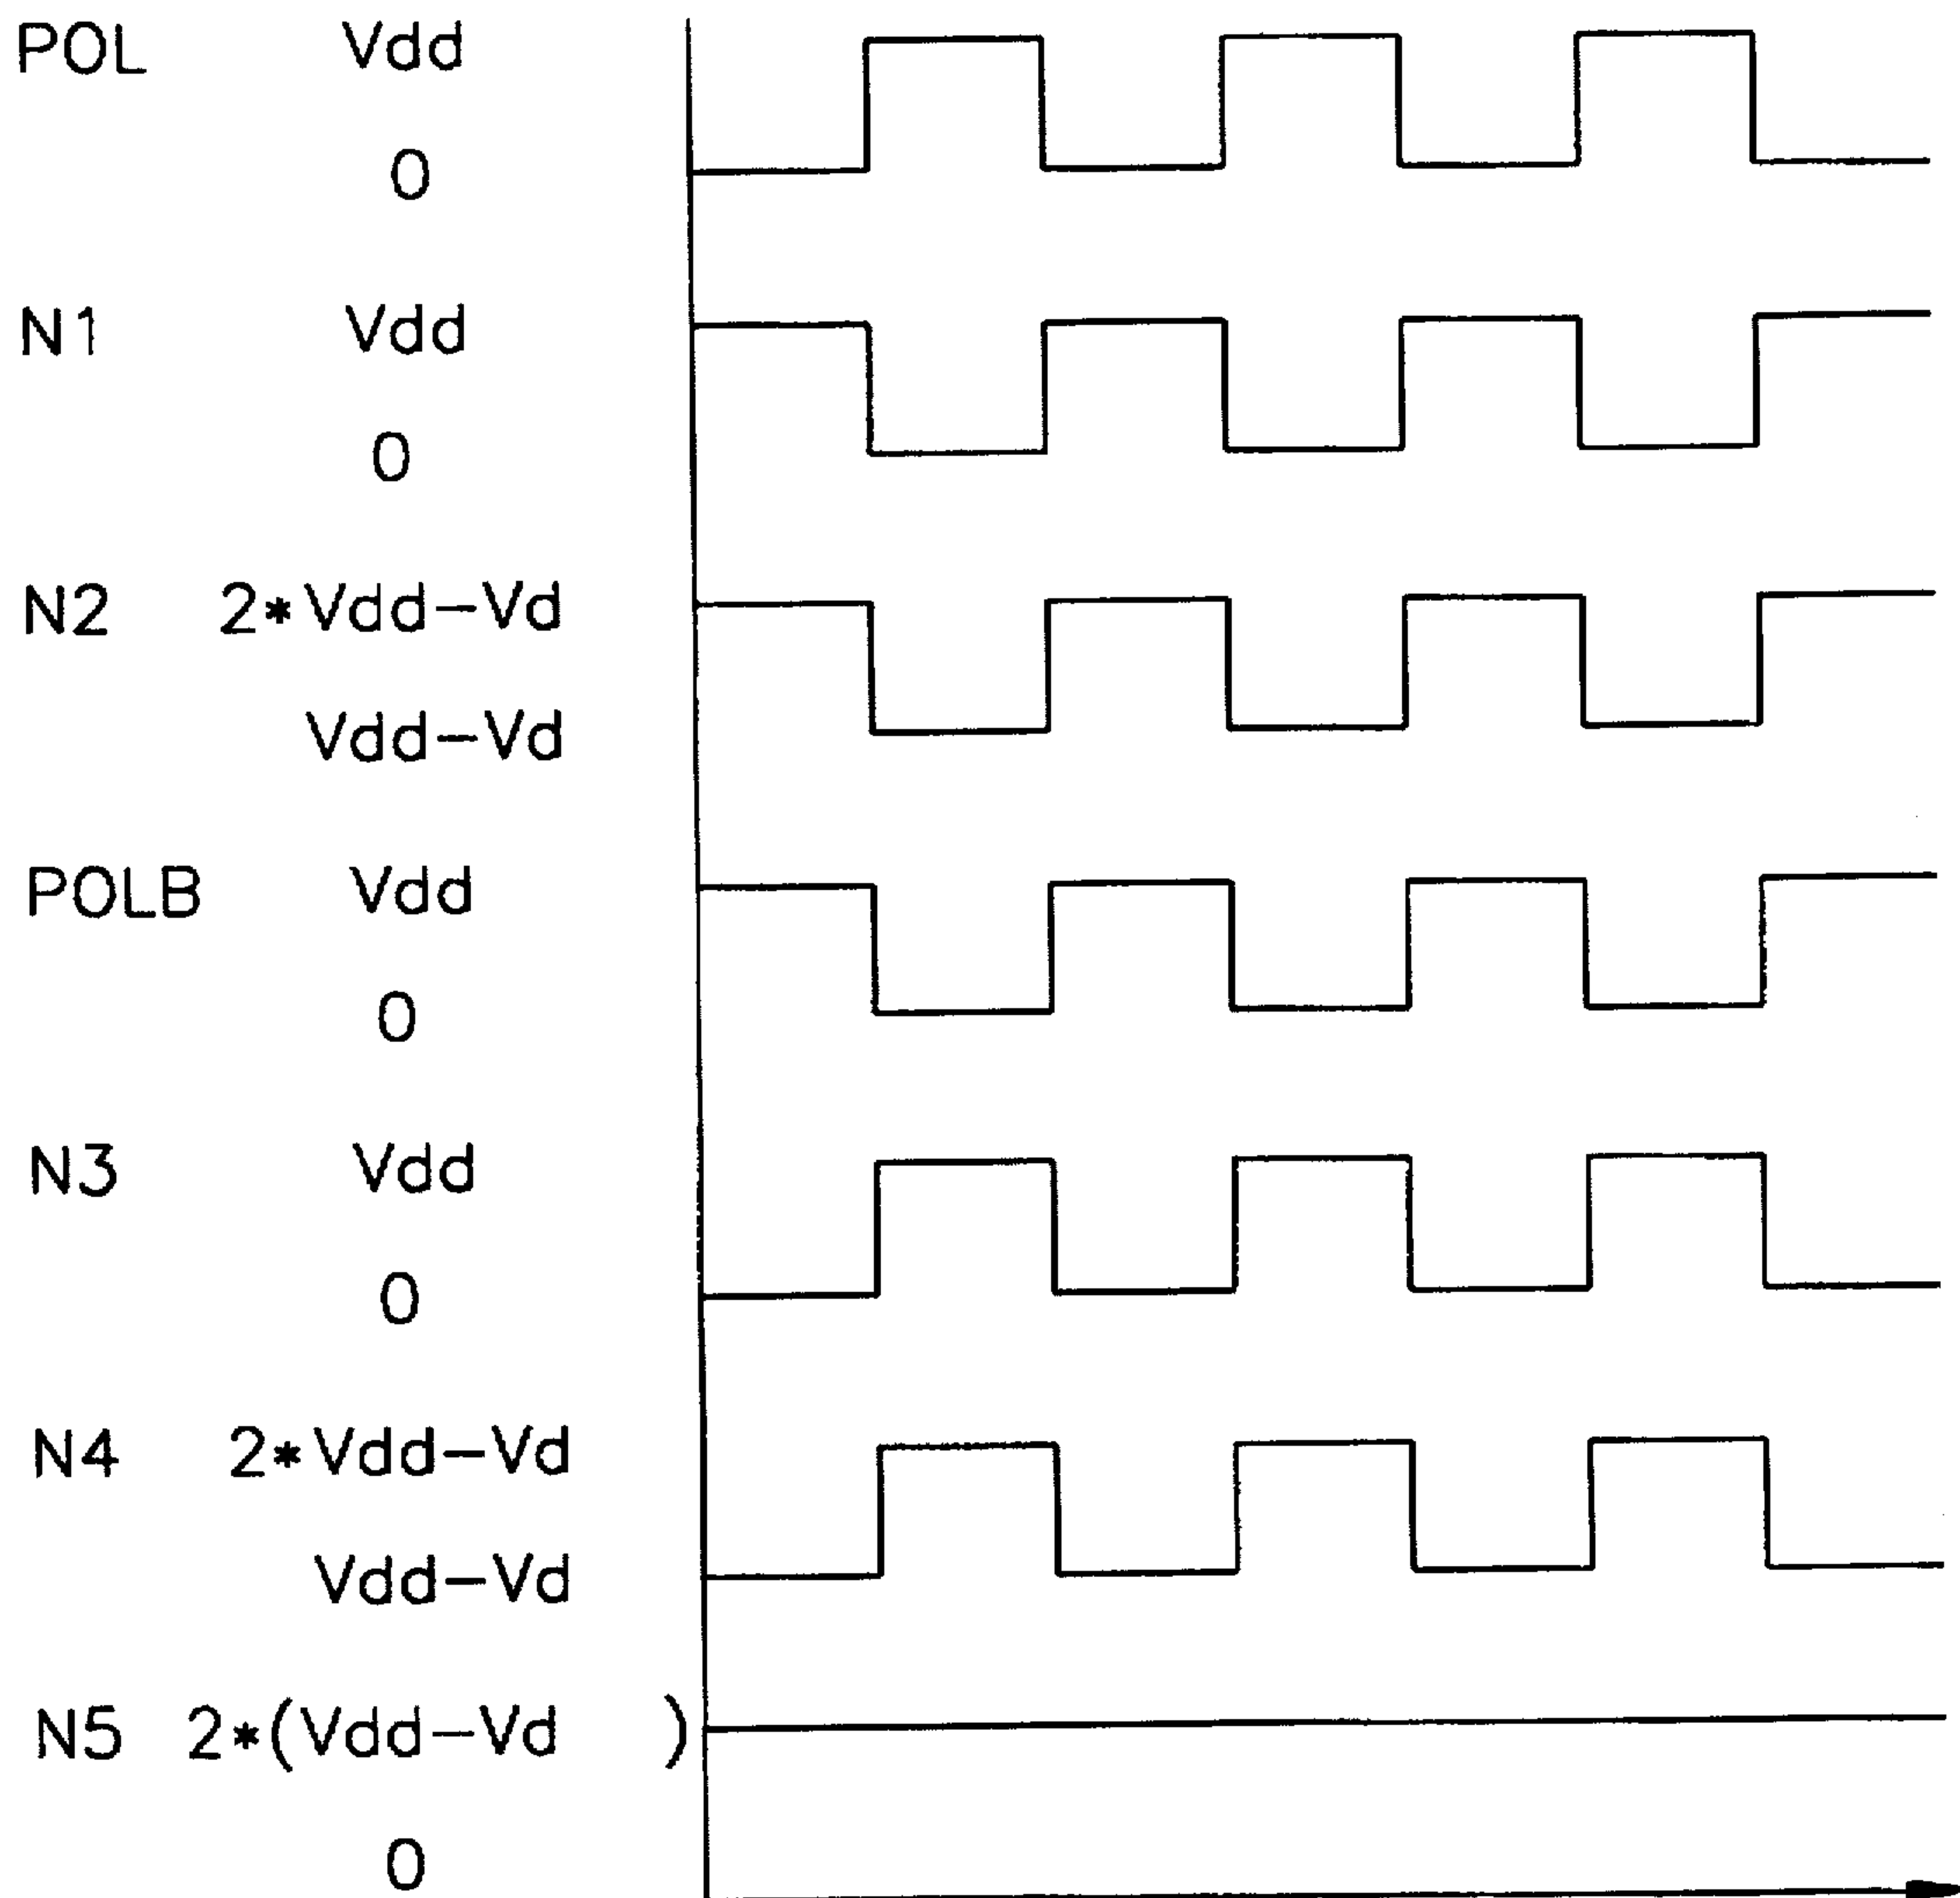 POL Vdd
0
N1 Vdd
0
N2 2*Vdd-Vd
Vdd-Vd
POLB Vdd
0
N3 Vdd
0
N4 2*Vdd-Vd
Vdd-Vd
N5 2*(Vdd-Vd )
0